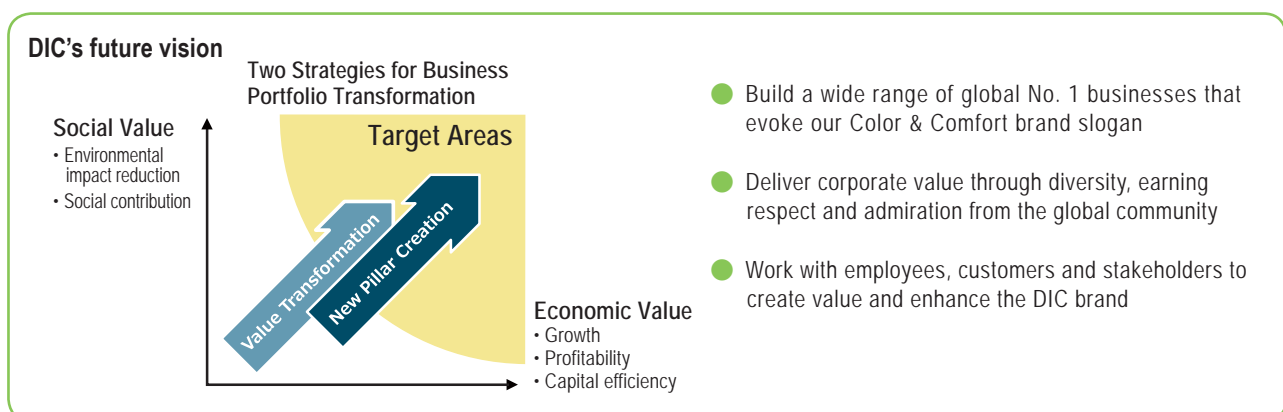 DIC's future vision
Two Strategies for Business
Portfolio Transformation
Social Value
• Environmental
impact reduction
• Social contribution
Target Areas
Value Transformation
New Pillar Creation
Economic Value
• Growth
• Profitability
• Capital efficiency
Build a wide range of global No. 1 businesses that
evoke our Color & Comfort brand slogan
Deliver corporate value through diversity, earning
respect and admiration from the global community
Work with employees, customers and stakeholders to
create value and enhance the DIC brand